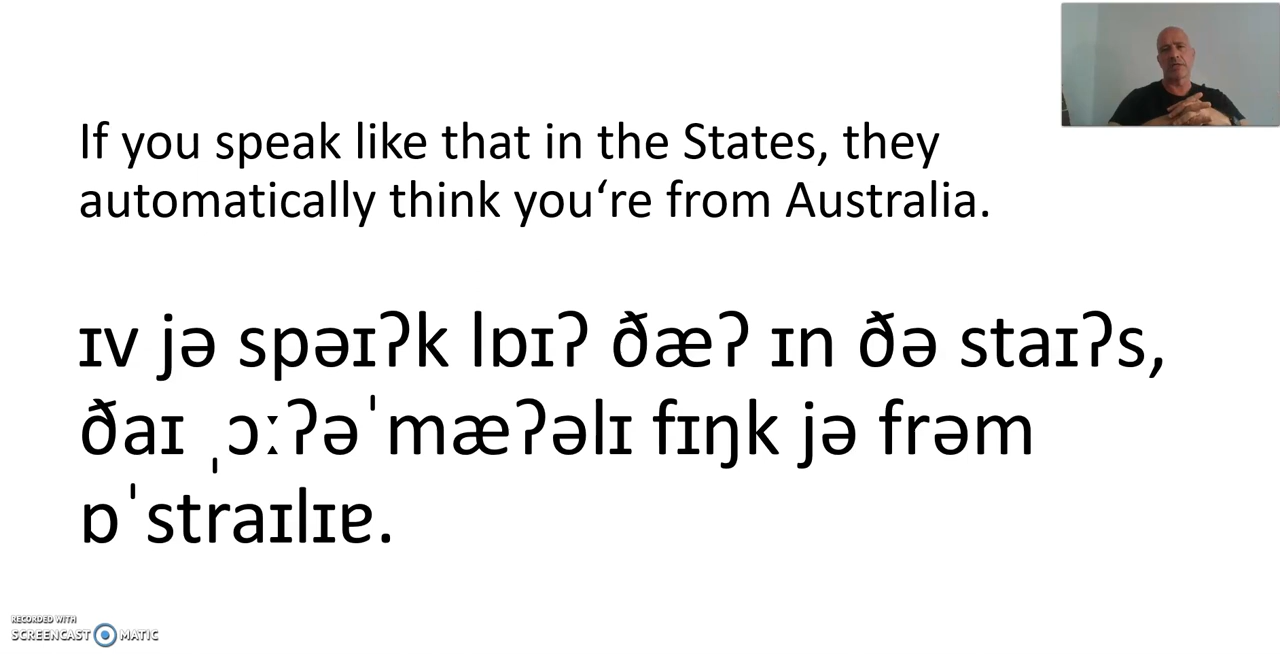 If you speak like that in the States, they
automatically think you‘re from Australia.
ɪv jə spəɪʔk lɒɪʔ ðæʔ ɪn ðə staɪʔs,
ðaɪ ˌɔːʔəˈmæʔəlɪ fɪŋk jə frəm
ɒˈstraɪlɪɐ.
RECORDED WITH
SCREENCAST MATIC